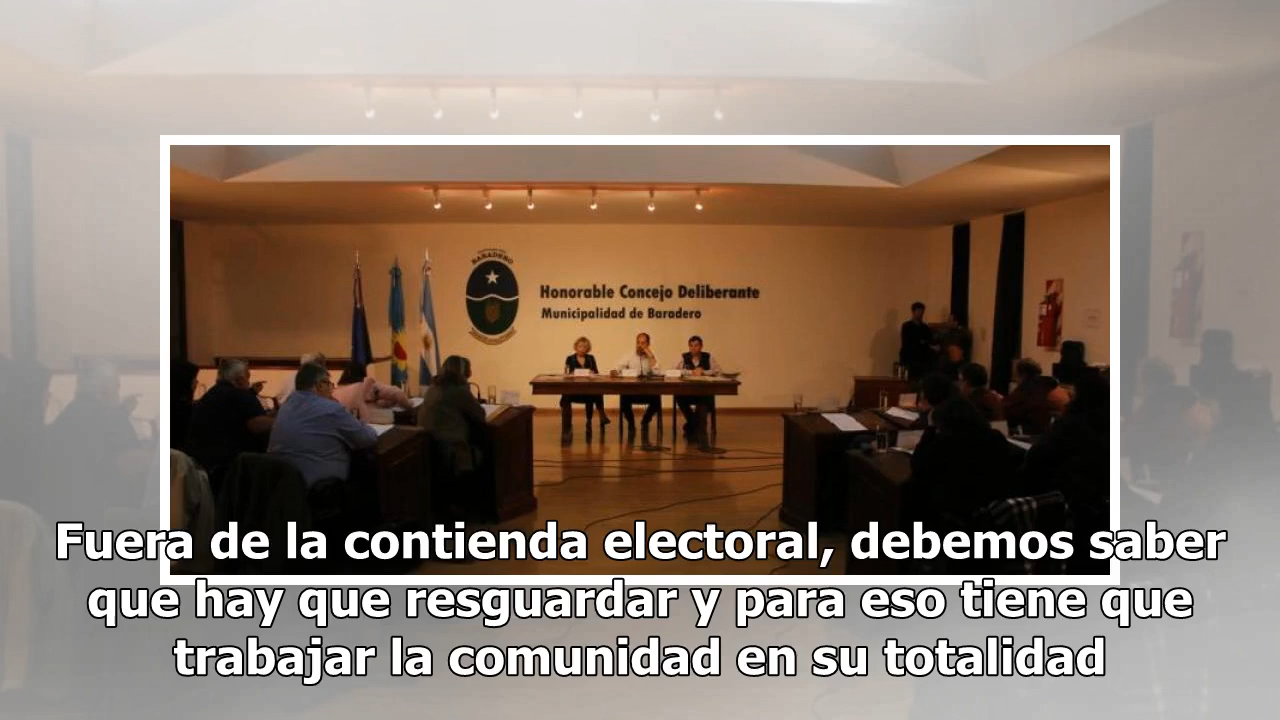 BARADERO
Honorable Concejo Deliberante
Municipalidad de Baradero
Fuera de la contienda electoral, debemos saber
que hay que resguardar y para eso tiene que
trabajar la comunidad en su totalidad